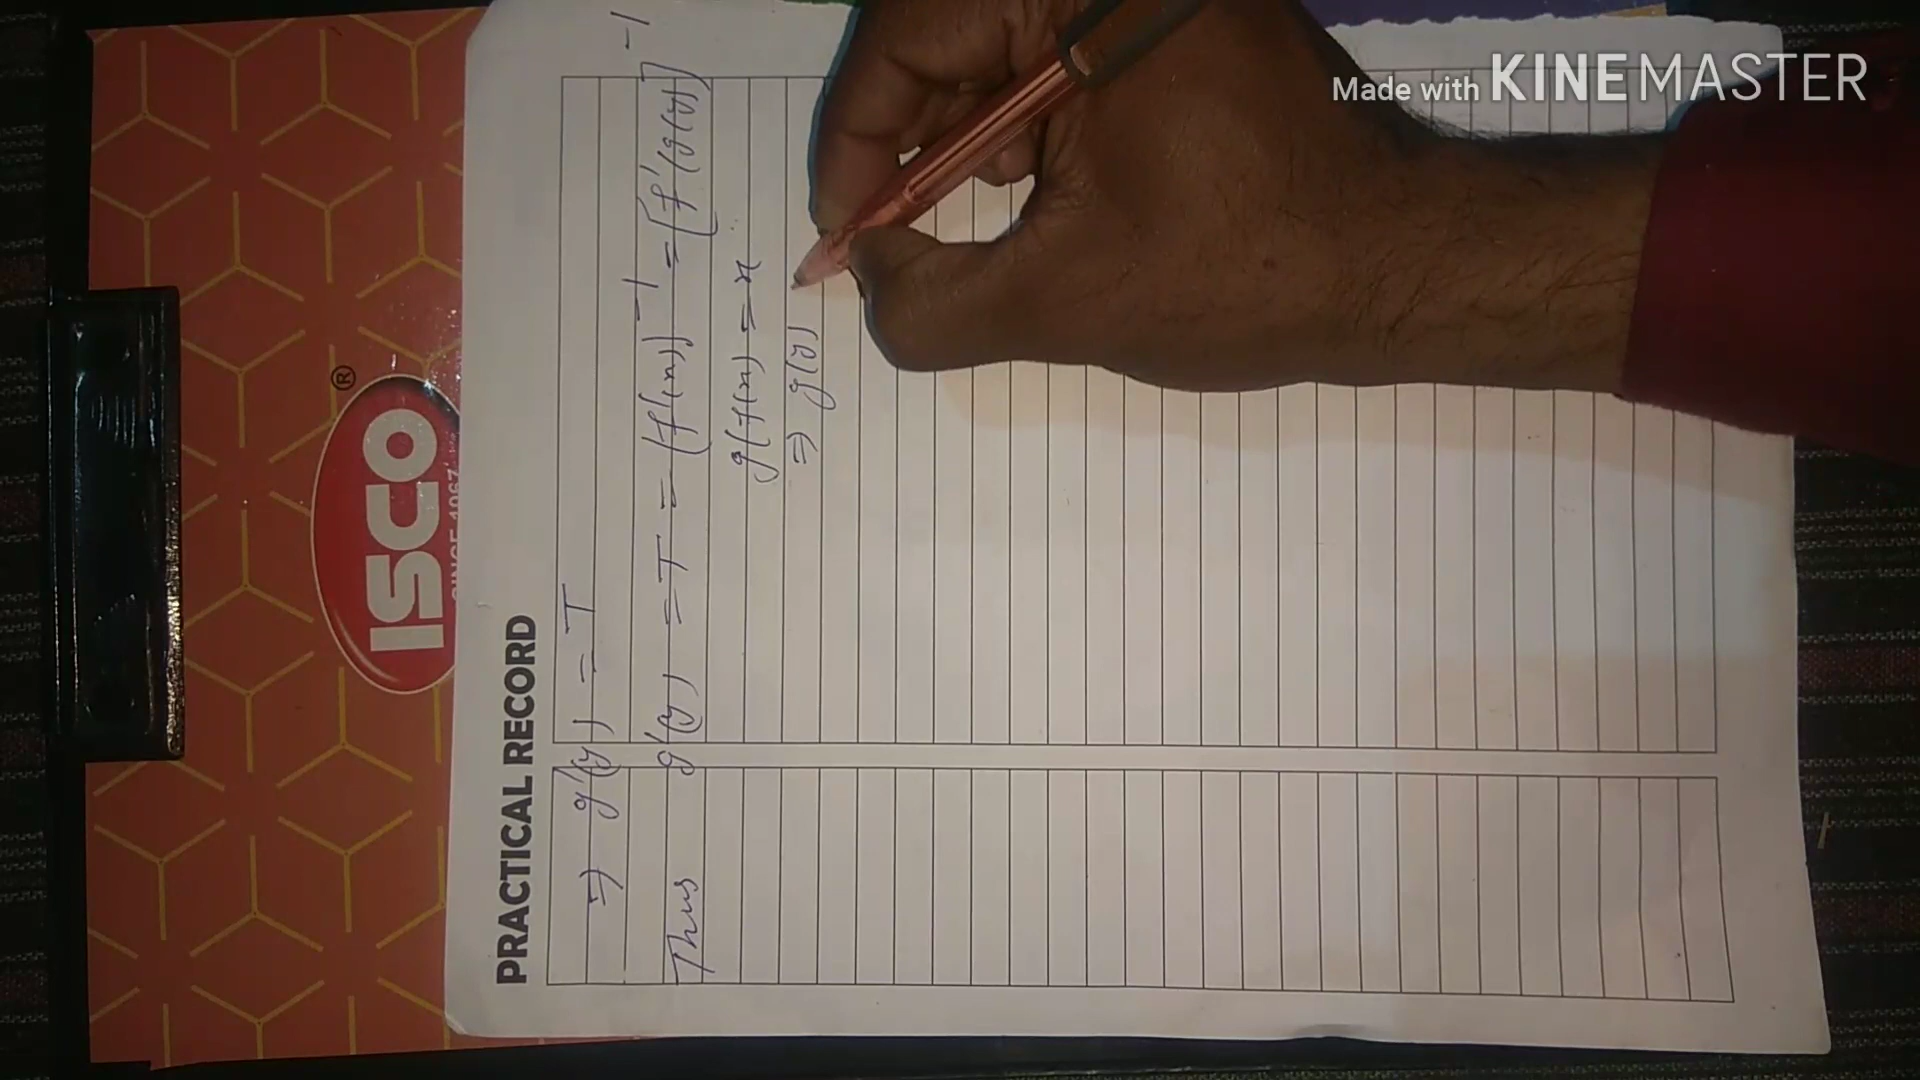 Made with KINEMASTER
ISCO ®
PRACTICAL RECORD
⇒ g'(y) = T
Thus g'(y) = T = (f'(x))⁻¹ = [f'(g(y))]⁻¹
g(f(x)) = x
⇒ g(y)